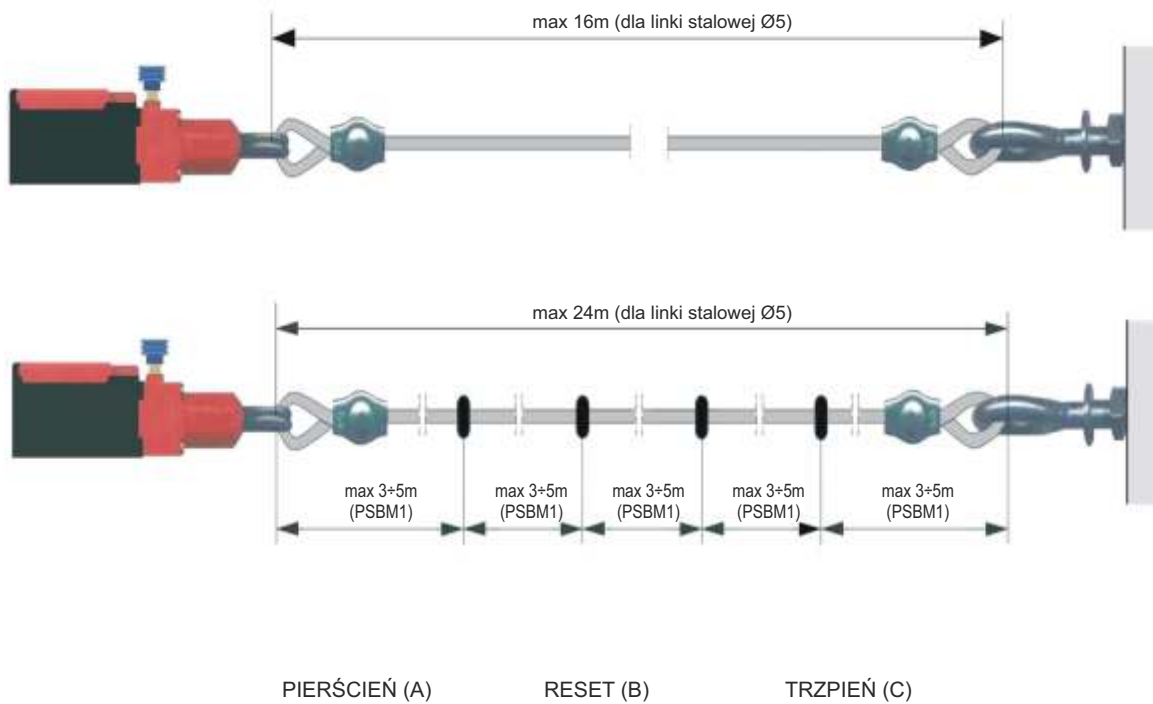 max 16m (dla linki stalowej Ø5)
max 24m (dla linki stalowej Ø5)
max 3÷5m max 3÷5m max 3÷5m max 3÷5m max 3÷5m
(PSBM1) (PSBM1) (PSBM1) (PSBM1) (PSBM1)
PIERŚCIEŃ (A) RESET (B) TRZPIEŃ (C)